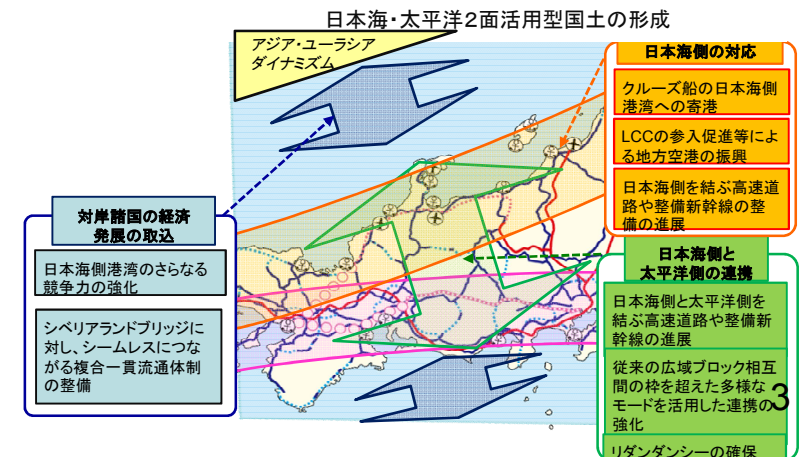 日本海・太平洋２面活用型国土の形成
アジア・ユーラシア
ダイナミズム
日本海側の対応
クルーズ船の日本海側
港湾への寄港
LCCの参入促進等によ
る地方空港の振興
日本海側を結ぶ高速道
路や整備新幹線の整
備の進展
対岸諸国の経済
発展の取込
日本海側港湾のさらなる
競争力の強化
シベリアランドブリッジに
対し、シームレスにつな
がる複合一貫流通体制
の整備
日本海側と
太平洋側の連携
日本海側と太平洋側を
結ぶ高速道路や整備新
幹線の進展
従来の広域ブロック相互
間の枠を超えた多様な
モードを活用した連携の
強化
リダンダンシーの確保
3